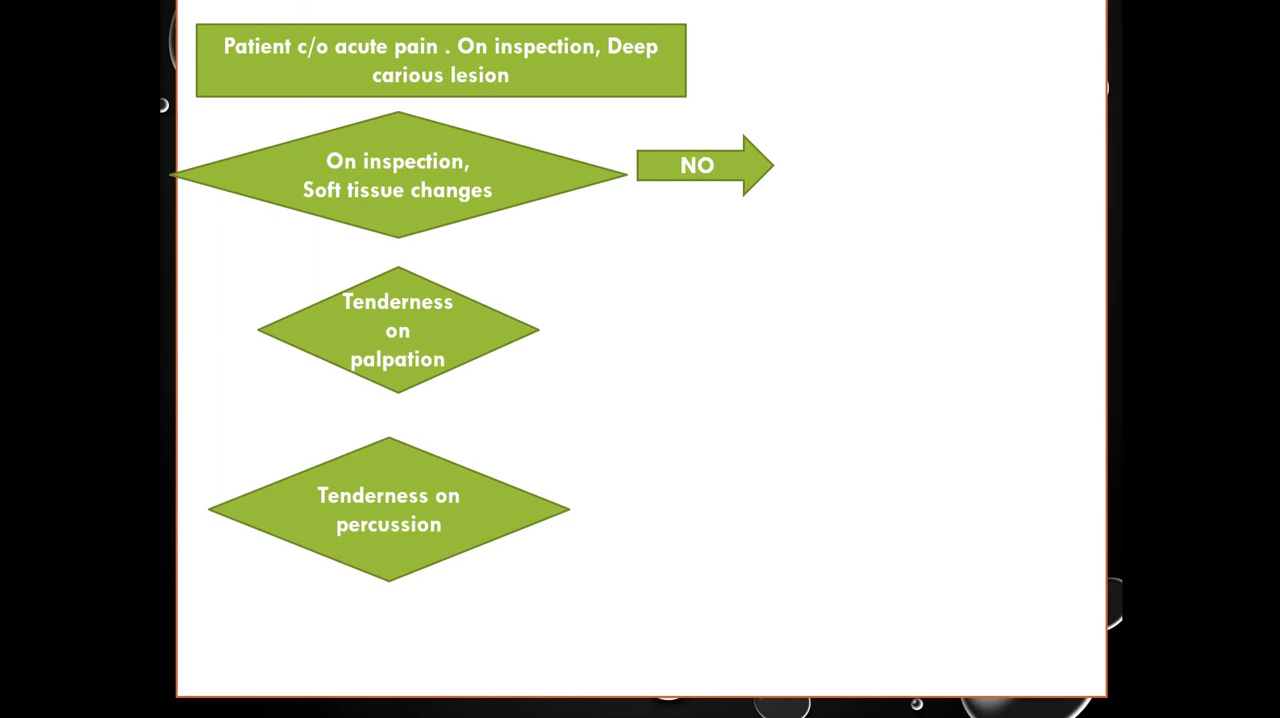 Patient c/o acute pain . On inspection, Deep
carious lesion
On inspection,
Soft tissue changes
NO
Tenderness
on
palpation
Tenderness on
percussion